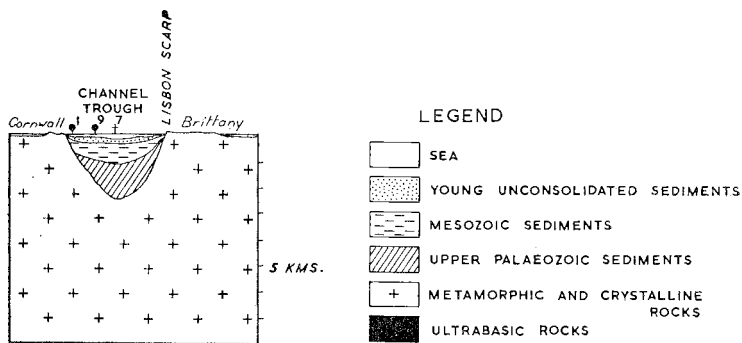 LISBON SCARP
CHANNEL
TROUGH
Cornwall 1 9 7 Brittany
5 KMS.
LEGEND
SEA
YOUNG UNCONSOLIDATED SEDIMENTS
MESOZOIC SEDIMENTS
UPPER PALAEOZOIC SEDIMENTS
METAMORPHIC AND CRYSTALLINE
ROCKS
ULTRABASIC ROCKS